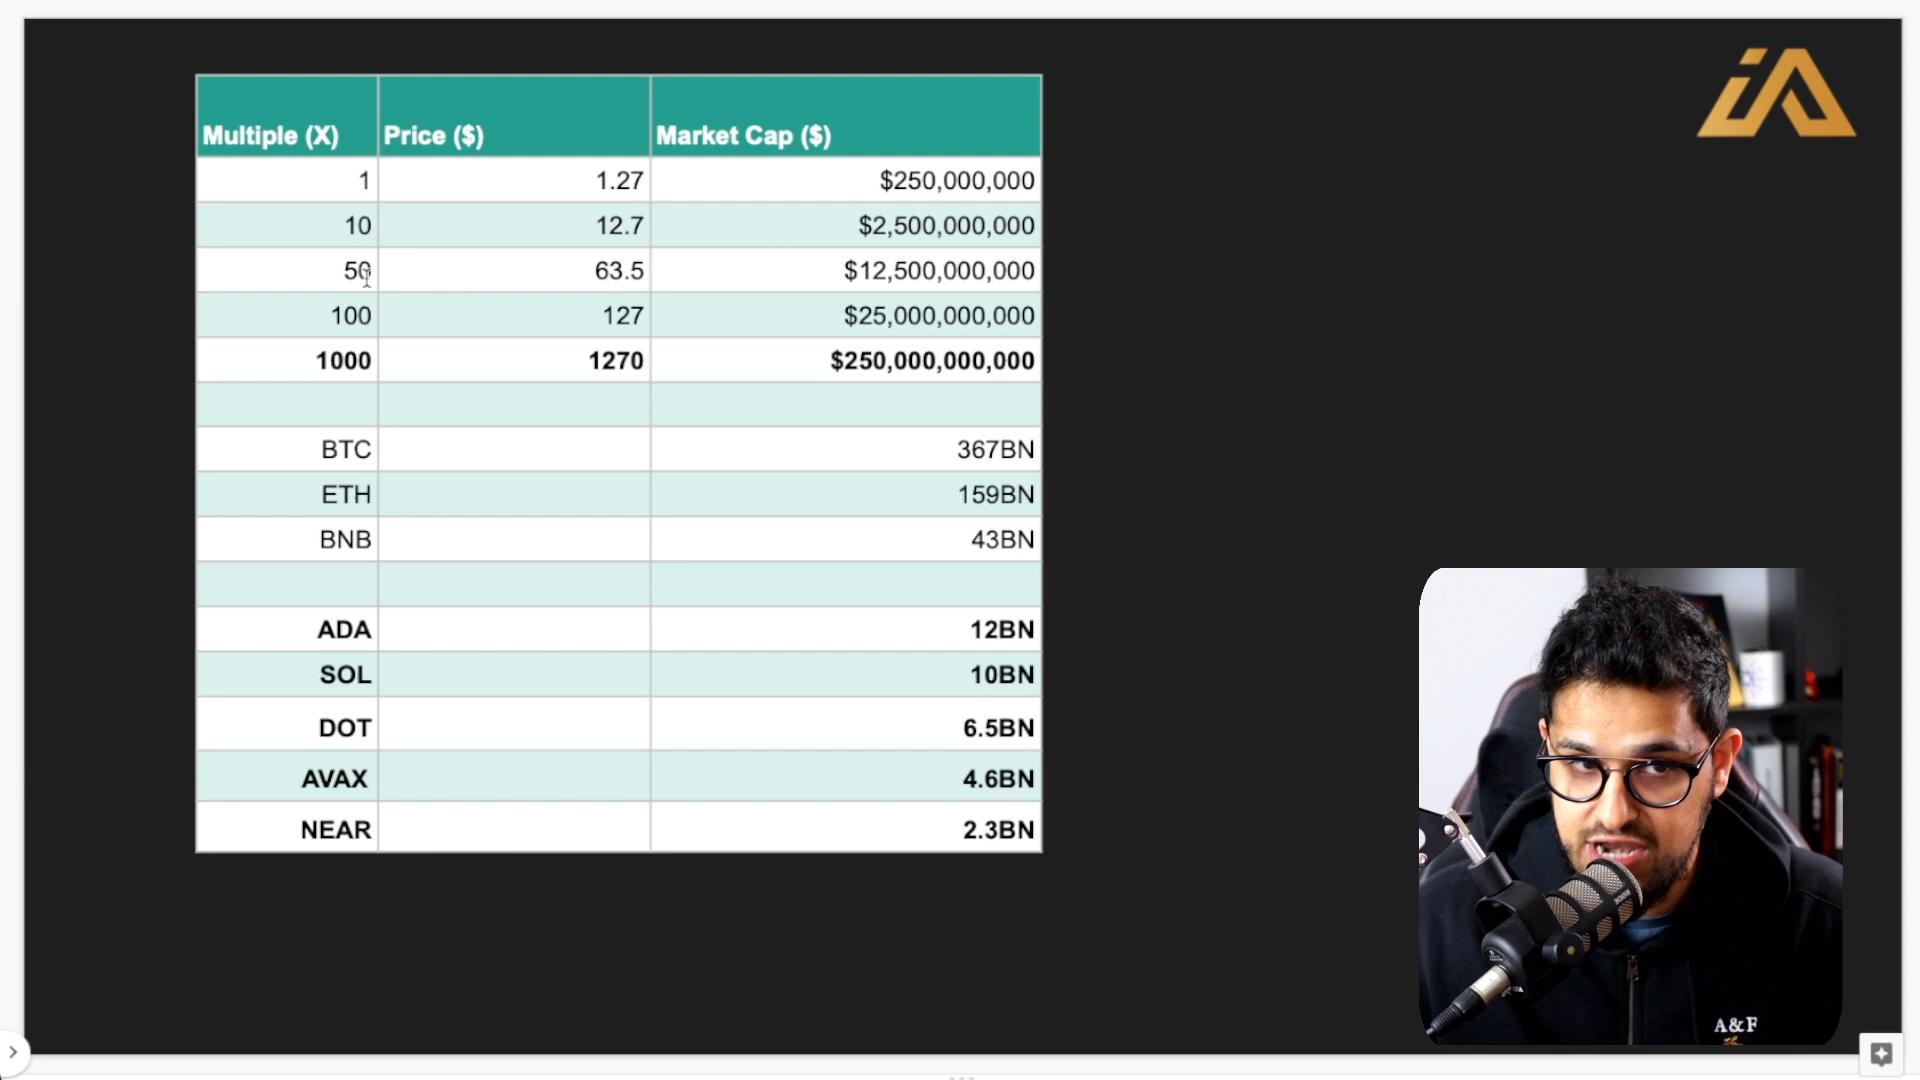 Multiple (X) Price ($) Market Cap ($)
1 1.27 $250,000,000
10 12.7 $2,500,000,000
50 63.5 $12,500,000,000
100 127 $25,000,000,000
1000 1270 $250,000,000,000
BTC 367BN
ETH 159BN
BNB 43BN
ADA 12BN
SOL 10BN
DOT 6.5BN
AVAX 4.6BN
NEAR 2.3BN
RØDE
A&F